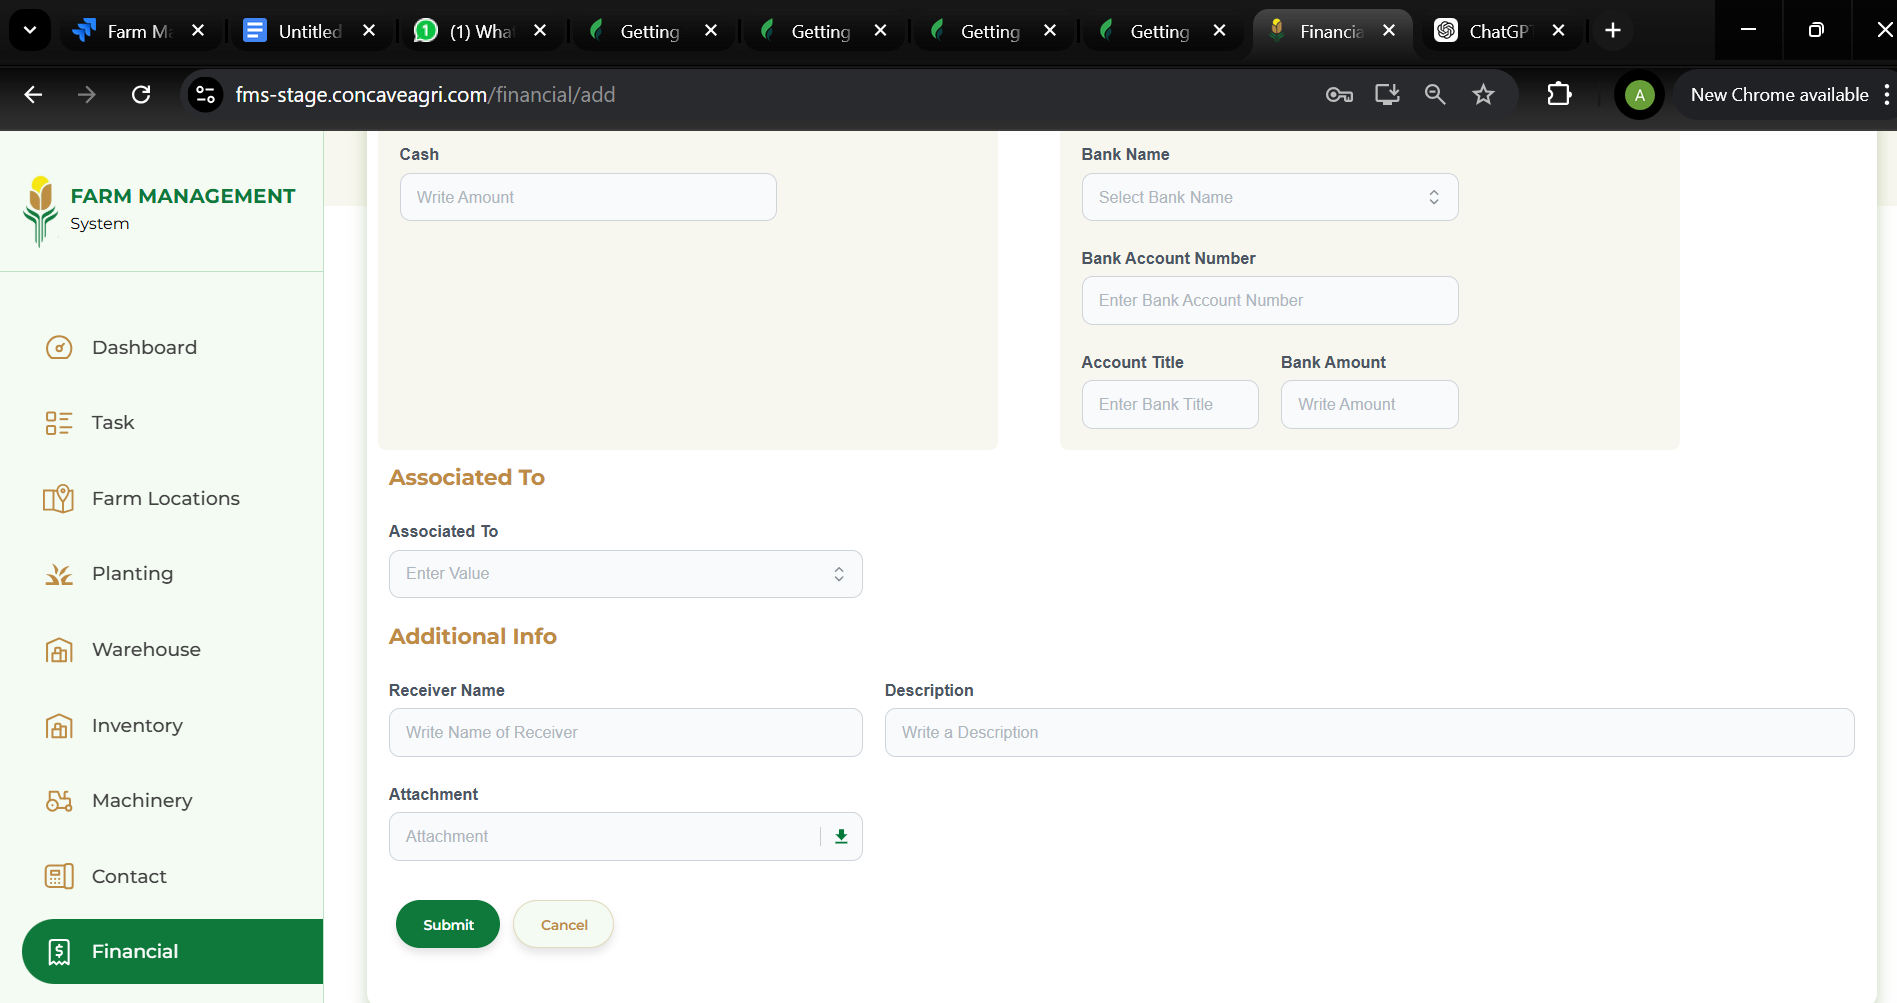 Farm Ma
Untitled
(1) What
Getting
Getting
Getting
Getting
Financia
ChatGPT
fms-stage.concaveagri.com/financial/add
A
New Chrome available
FARM MANAGEMENT
System
Dashboard
Task
Farm Locations
Planting
Warehouse
Inventory
Machinery
Contact
Financial
Cash
Write Amount
Bank Name
Select Bank Name
Bank Account Number
Enter Bank Account Number
Account Title
Bank Amount
Enter Bank Title
Write Amount
Associated To
Associated To
Enter Value
Additional Info
Receiver Name
Description
Write Name of Receiver
Write a Description
Attachment
Attachment
Submit
Cancel